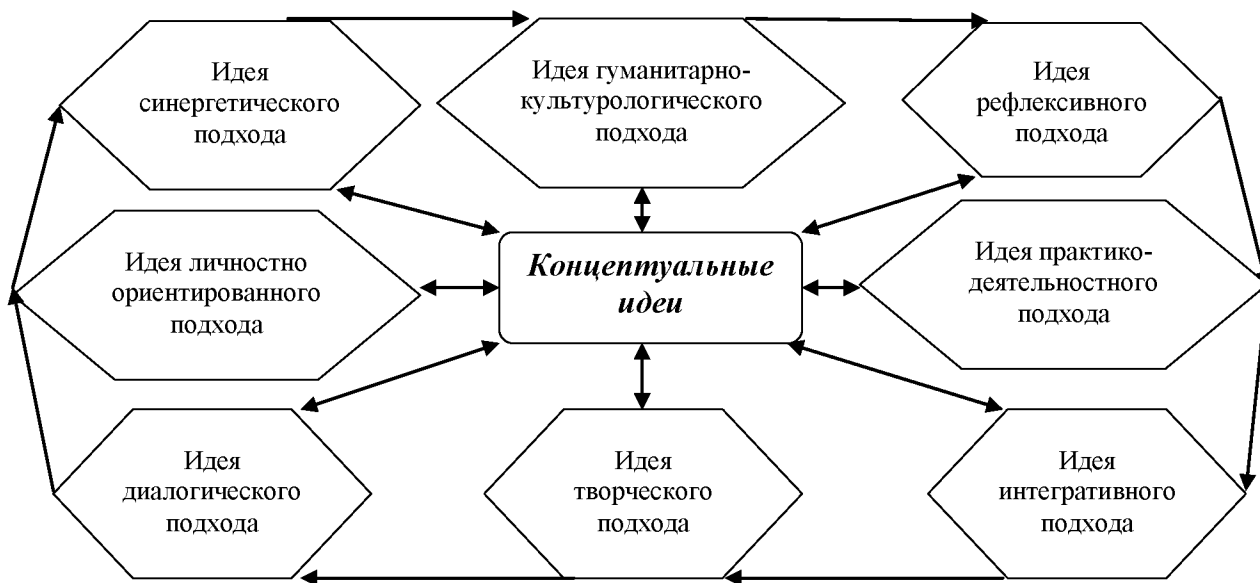 Идея
синергетического
подхода
Идея гуманитарно-
культурологического
подхода
Идея
рефлексивного
подхода
Идея личностно
ориентированного
подхода
Концептуальные
идеи
Идея практико-
деятельностного
подхода
Идея
диалогического
подхода
Идея
творческого
подхода
Идея
интегративного
подхода